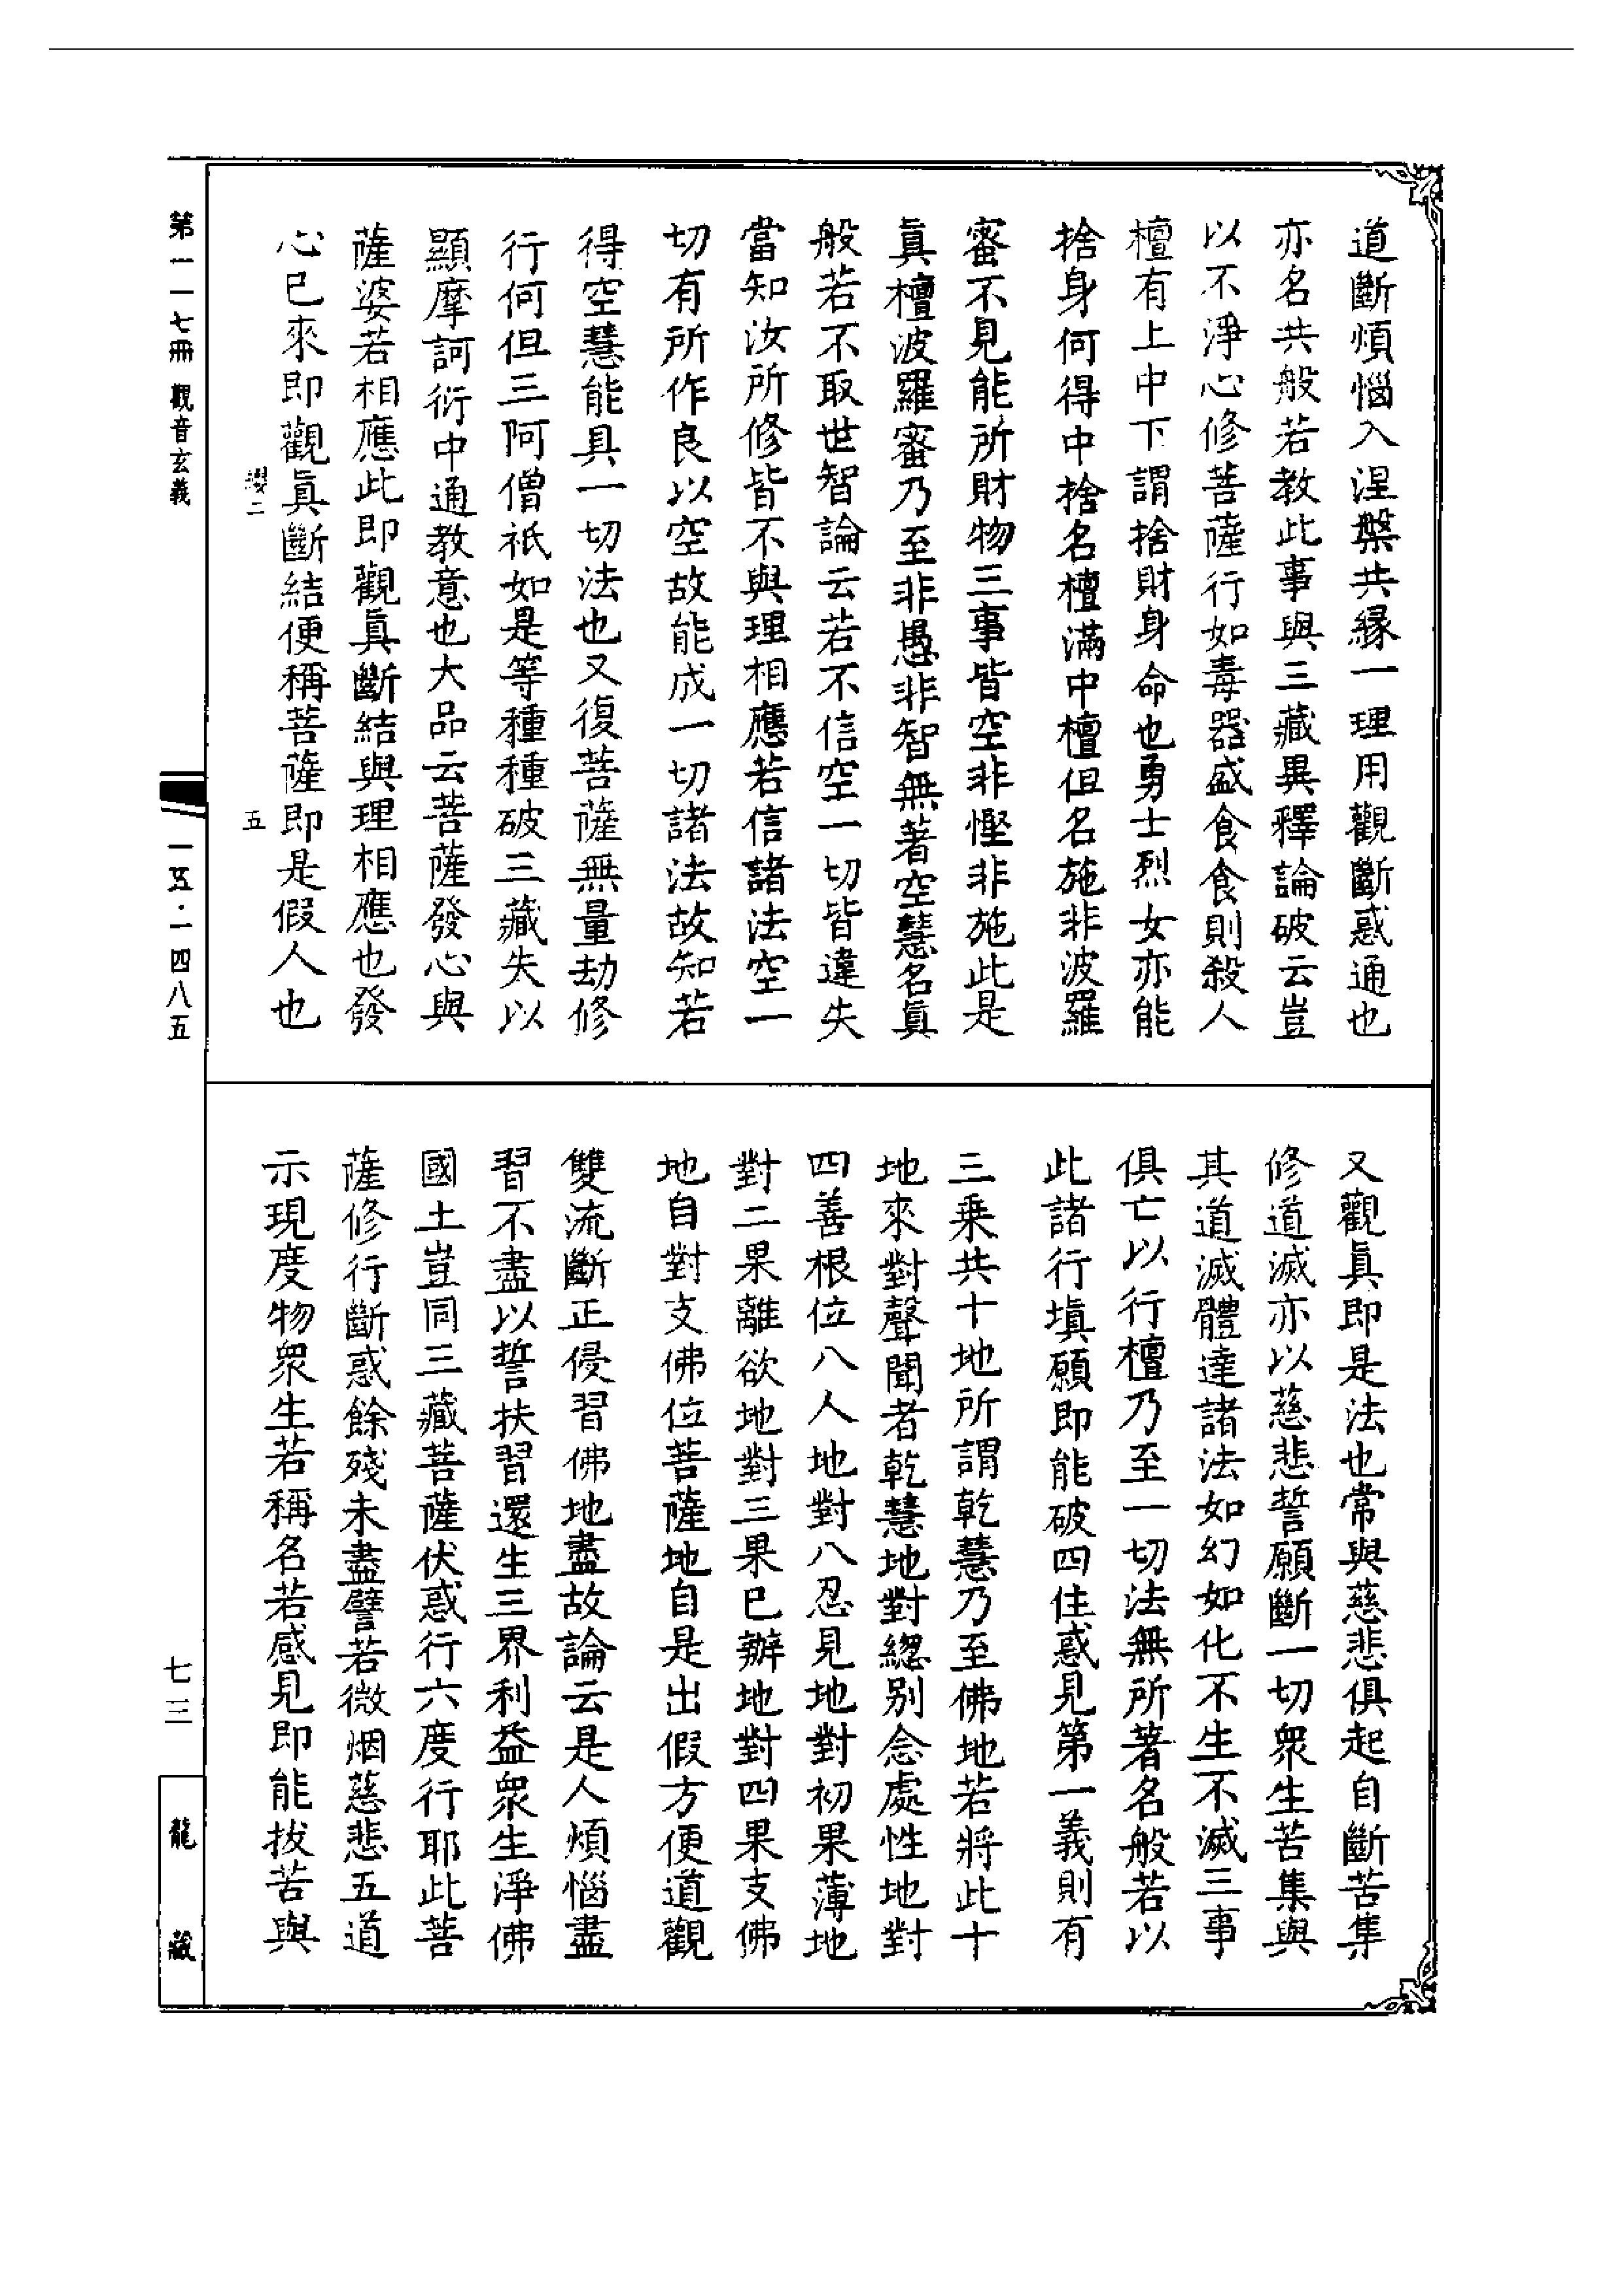 道斷煩惱入涅槃共緣一理用觀斷惑通也
亦名共般若教此事與三藏異釋論破云豈
以不淨心修菩薩行如毒器盛食食則殺人
檀有上中下謂捨財身命也勇士烈女亦能
捨身何得中捨名檀滿中檀但名施非波羅
蜜不見能所財物三事皆空非慳非施此是
眞檀波羅蜜乃至非愚非智無著空慧名眞
般若不取世智論云若不信空一切皆違失
當知汝所修皆不與理相應若信諸法空一
切有所作良以空故能成一切諸法故知若
得空慧能具一切法也又復菩薩無量劫修
行何但三阿僧祇如是等種種破三藏失以
顯摩訶衍中通教意也大品云菩薩發心與
薩婆若相應此即觀眞斷結與理相應也發
心已來即觀眞斷結便稱菩薩即是假人也
又觀眞即是法也常與慈悲俱起自斷苦集
修道滅亦以慈悲誓願斷一切衆生苦集與
其道滅體達諸法如幻如化不生不滅三事
俱亡以行檀乃至一切法無所著名般若以
此諸行塡願即能破四住惑見第一義則有
三乘共十地所謂乾慧乃至佛地若將此十
地來對聲聞者乾慧地對總别念處性地對
四善根位八人地對八忍見地對初果薄地
對二果離欲地對三果已辦地對四果支佛
地自對支佛位菩薩地自是出假方便道觀
雙流斷正侵習佛地盡故論云是人煩惱盡
習不盡以誓扶習還生三界利益衆生淨佛
國土豈同三藏菩薩伏惑行六度行耶此菩
薩修行斷惑餘殘未盡譬若微烟慈悲五道
示現度物衆生若稱名若感見即能拔苦與
纓二　五
第一一七冊　觀音玄義
一五·一四八五
七三
龍藏